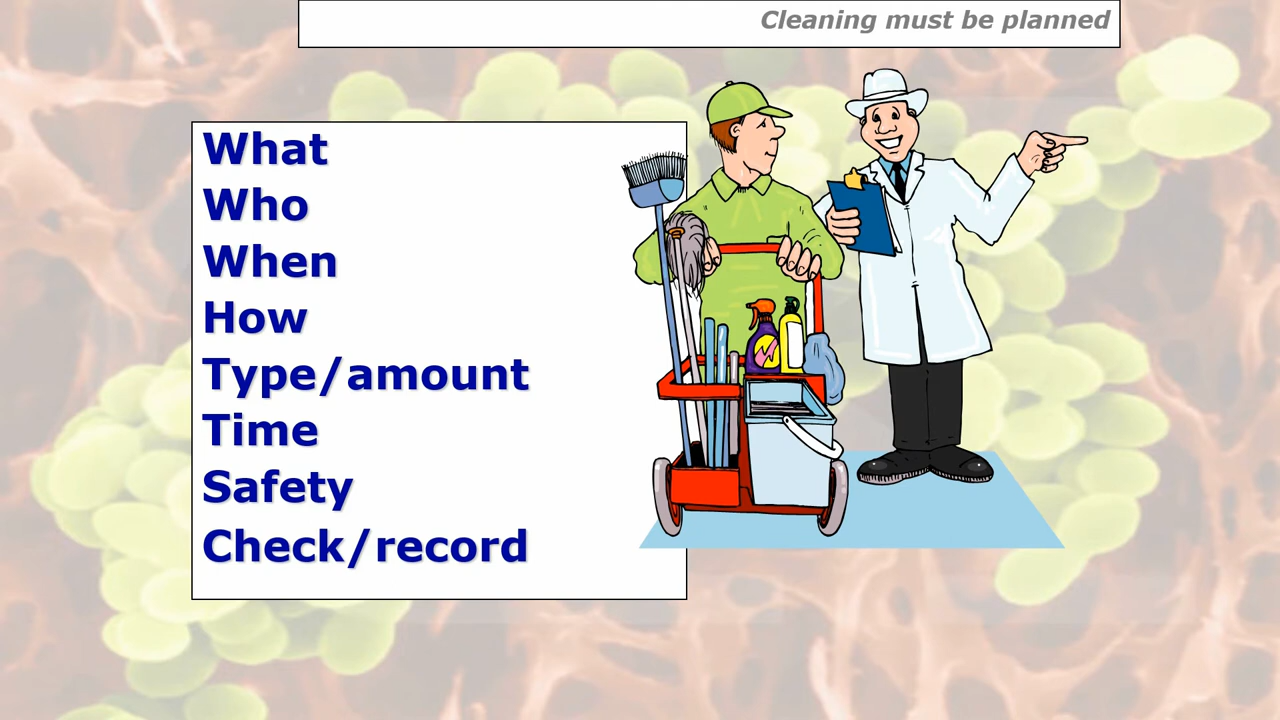 Cleaning must be planned
What
Who
When
How
Type/amount
Time
Safety
Check/record